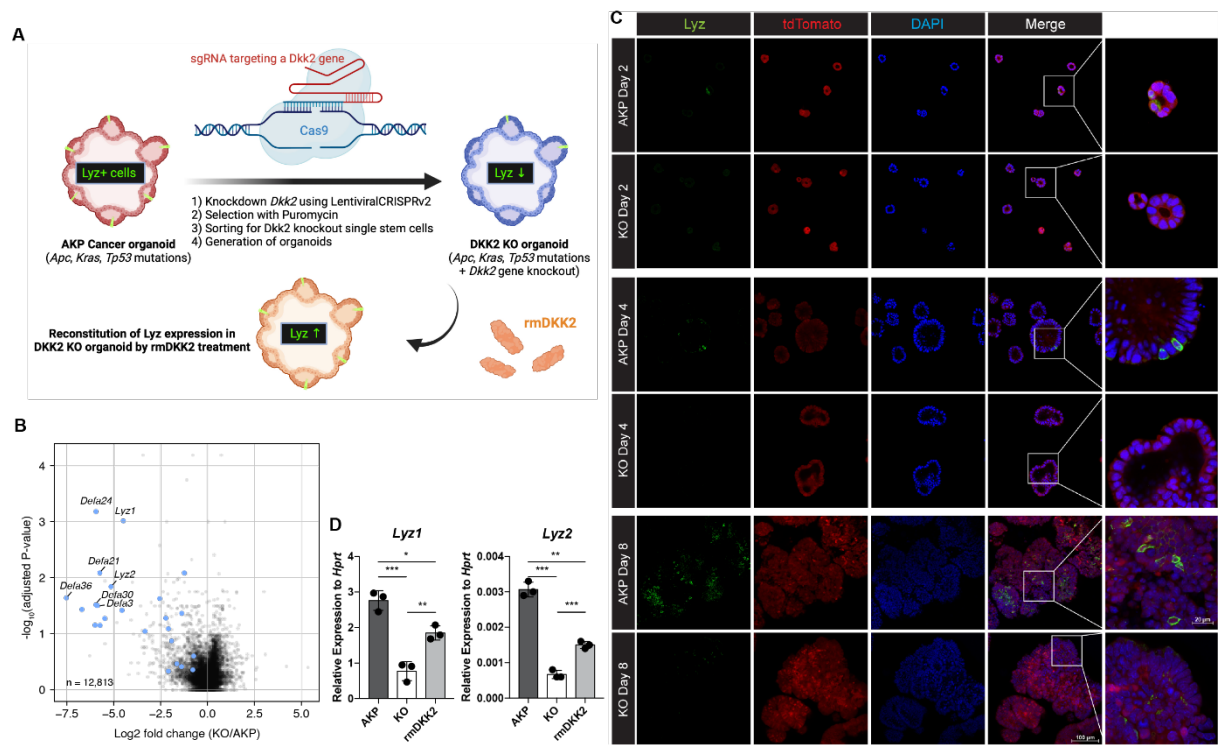 A
sgRNA targeting a Dkk2 gene
Cas9
Lyz+ cells
Lyz ↓
1) Knockdown Dkk2 using LentiviralCRISPRv2
2) Selection with Puromycin
3) Sorting for Dkk2 knockout single stem cells
4) Generation of organoids
AKP Cancer organoid
(Apc, Kras, Tp53 mutations)
DKK2 KO organoid
(Apc, Kras, Tp53 mutations
+ Dkk2 gene knockout)
Reconstitution of Lyz expression in
DKK2 KO organoid by rmDKK2 treatment
Lyz ↑
rmDKK2
B
-log10(adjusted P-value)
4
3
2
1
0
Defa24
Lyz1
Defa21
Lyz2
Defa36
Defa30
Defa3
n = 12,813
−7.5
−5.0
−2.5
0.0
2.5
5.0
Log2 fold change (KO/AKP)
D
Lyz1
Relative Expression to Hprt
4
3
2
1
0
*
***
**
AKP
KO
rmDKK2
Lyz2
Relative Expression to Hprt
0.004
0.003
0.002
0.001
0.000
**
***
***
AKP
KO
rmDKK2
C
Lyz
tdTomato
DAPI
Merge
AKP Day 2
KO Day 2
AKP Day 4
KO Day 4
AKP Day 8
20 µm
KO Day 8
100 µm